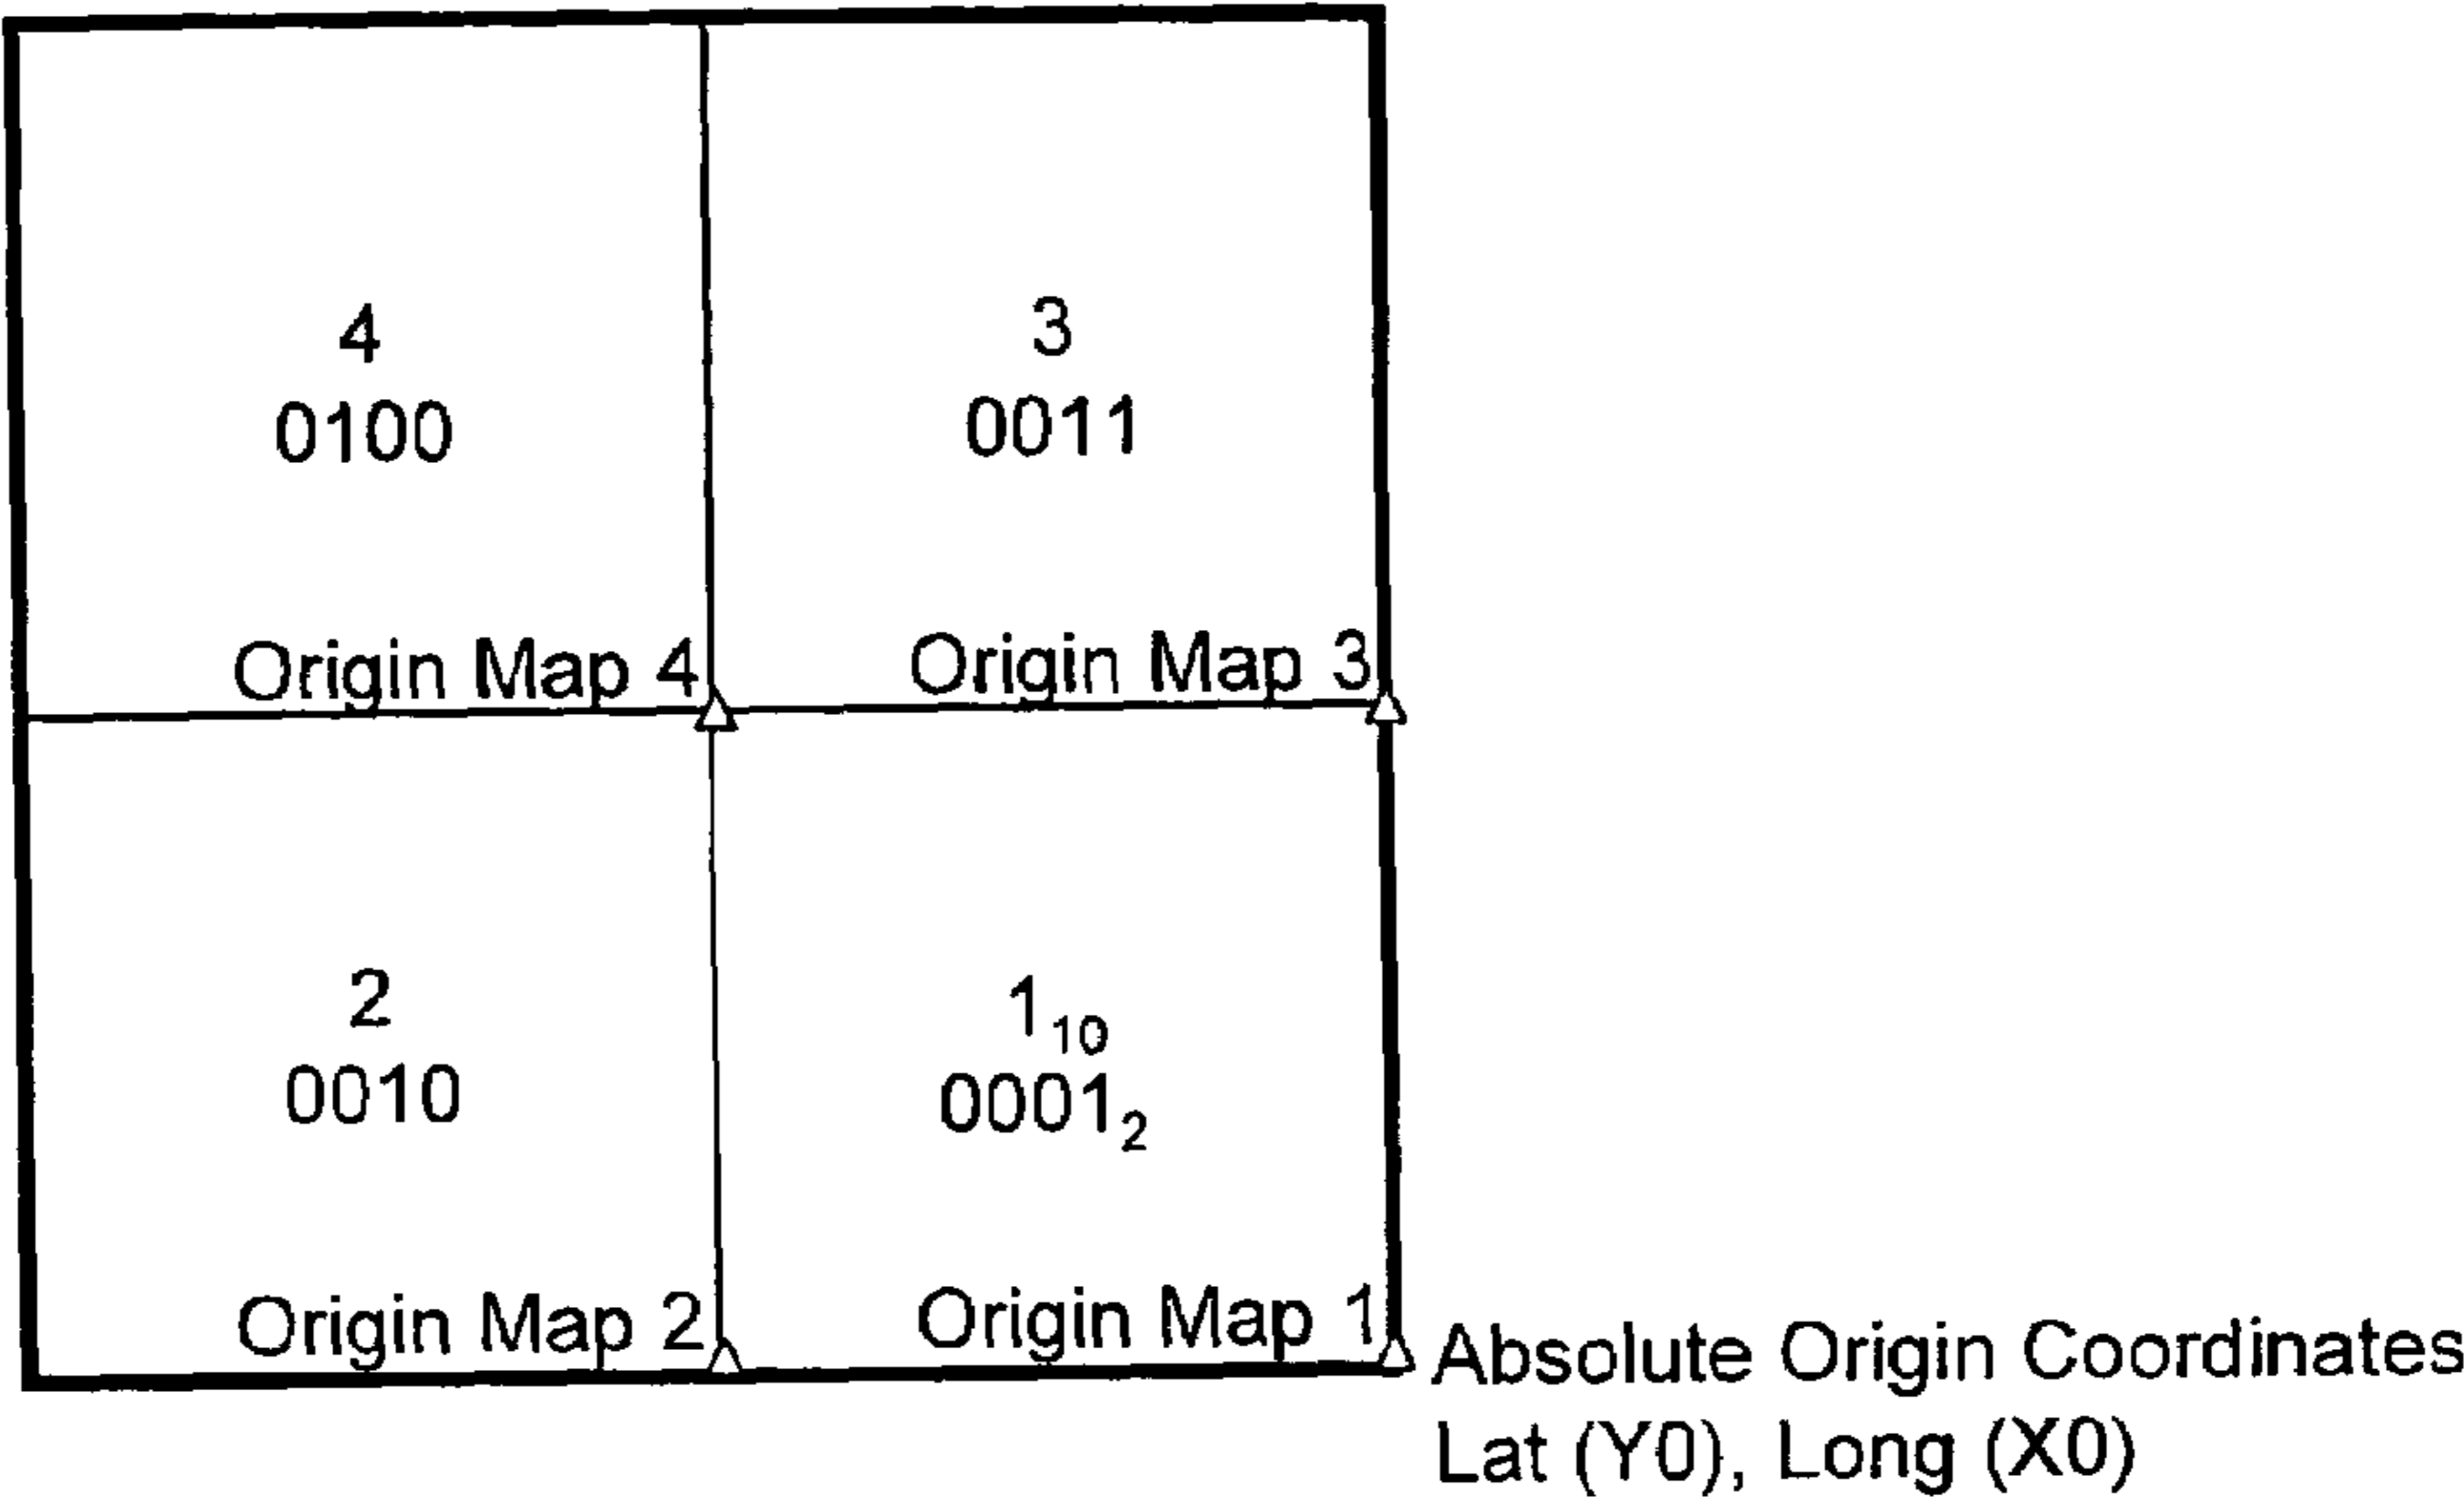 4
0100
3
0011
Origin Map 4
Origin Map 3
2
0010
1₁₀
0001₂
Origin Map 2
Origin Map 1
Absolute Origin Coordinates
Lat (Y0), Long (X0)